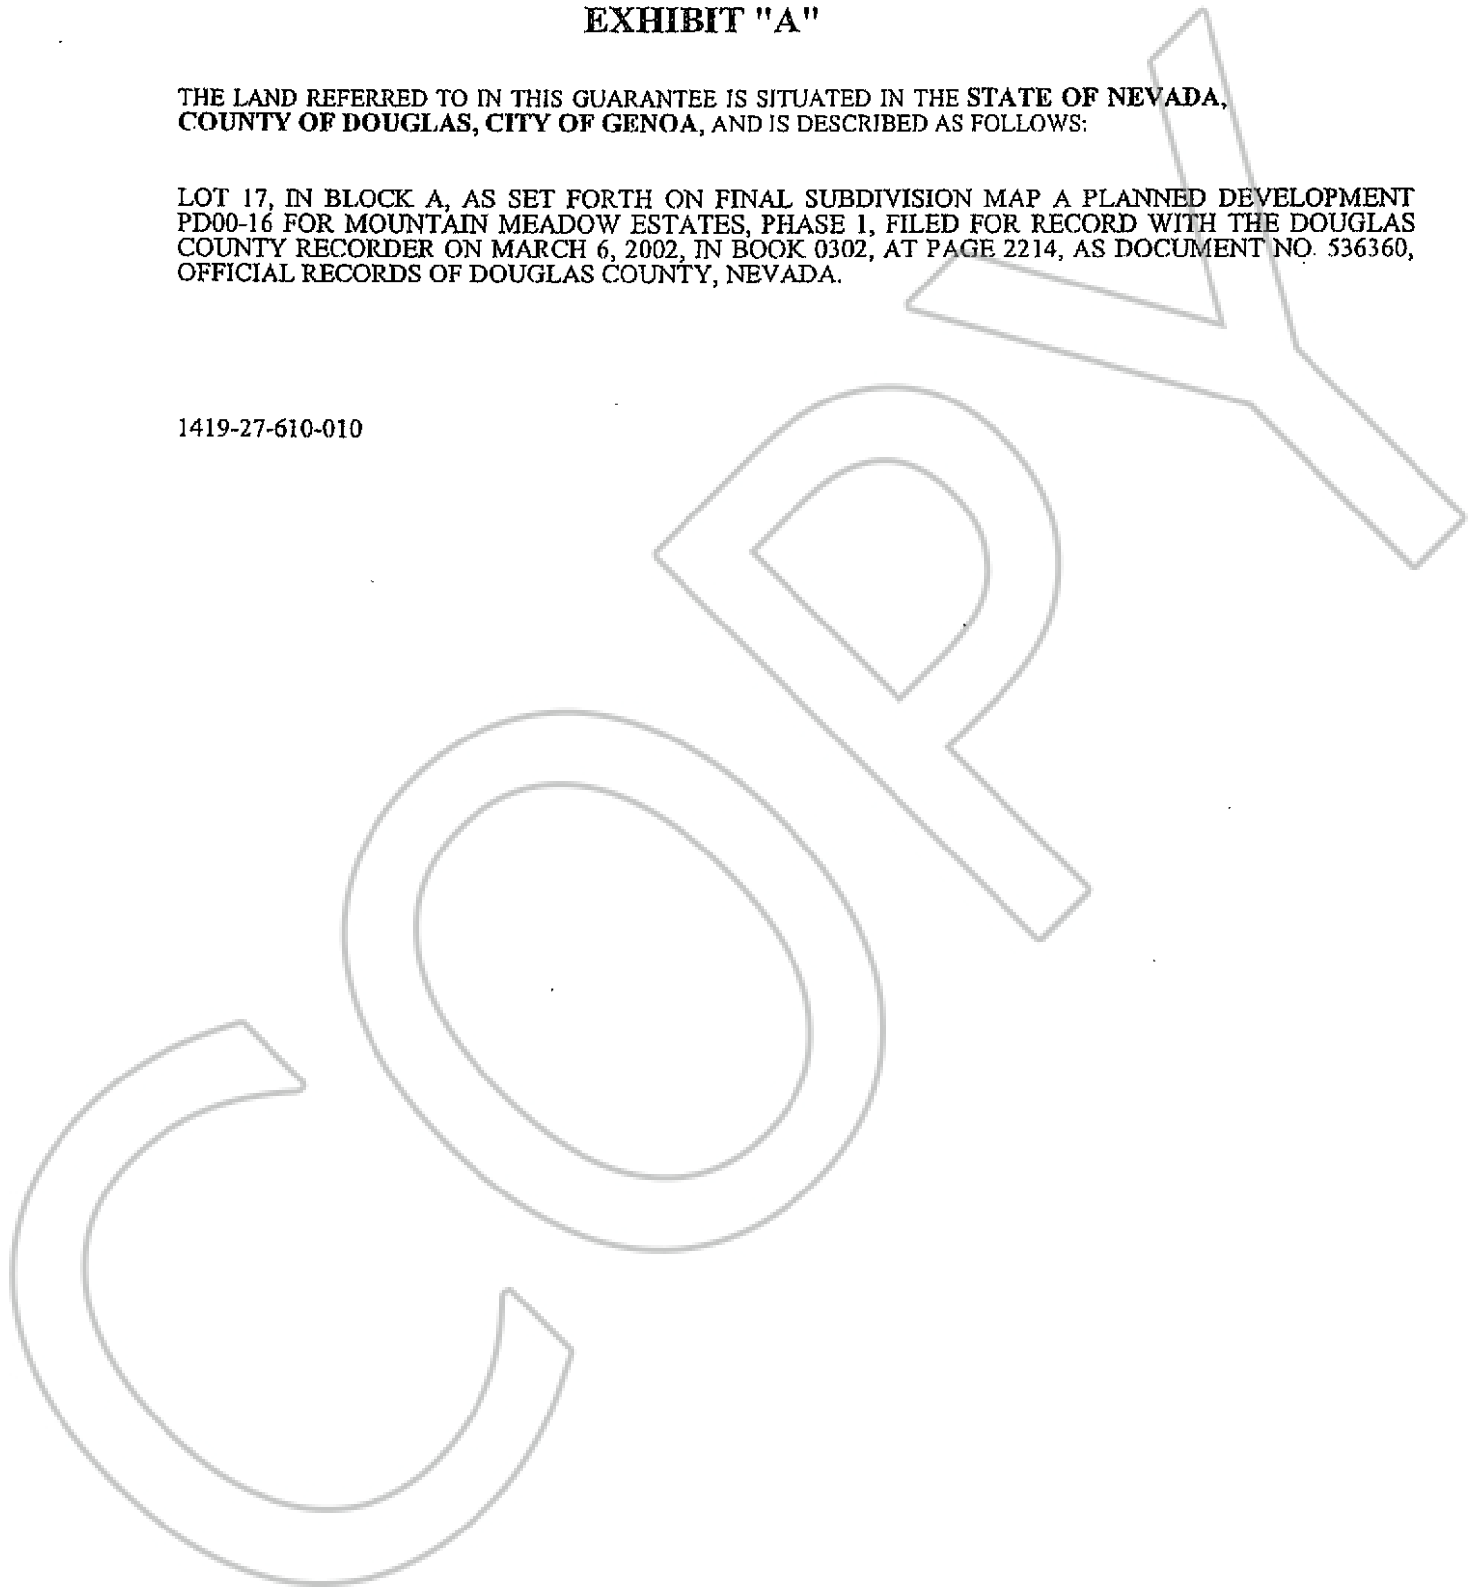 EXHIBIT "A"
THE LAND REFERRED TO IN THIS GUARANTEE IS SITUATED IN THE STATE OF NEVADA,
COUNTY OF DOUGLAS, CITY OF GENOA, AND IS DESCRIBED AS FOLLOWS:
LOT 17, IN BLOCK A, AS SET FORTH ON FINAL SUBDIVISION MAP A PLANNED DEVELOPMENT
PD00-16 FOR MOUNTAIN MEADOW ESTATES, PHASE 1, FILED FOR RECORD WITH THE DOUGLAS
COUNTY RECORDER ON MARCH 6, 2002, IN BOOK 0302, AT PAGE 2214, AS DOCUMENT NO. 536360,
OFFICIAL RECORDS OF DOUGLAS COUNTY, NEVADA.
1419-27-610-010
COPY